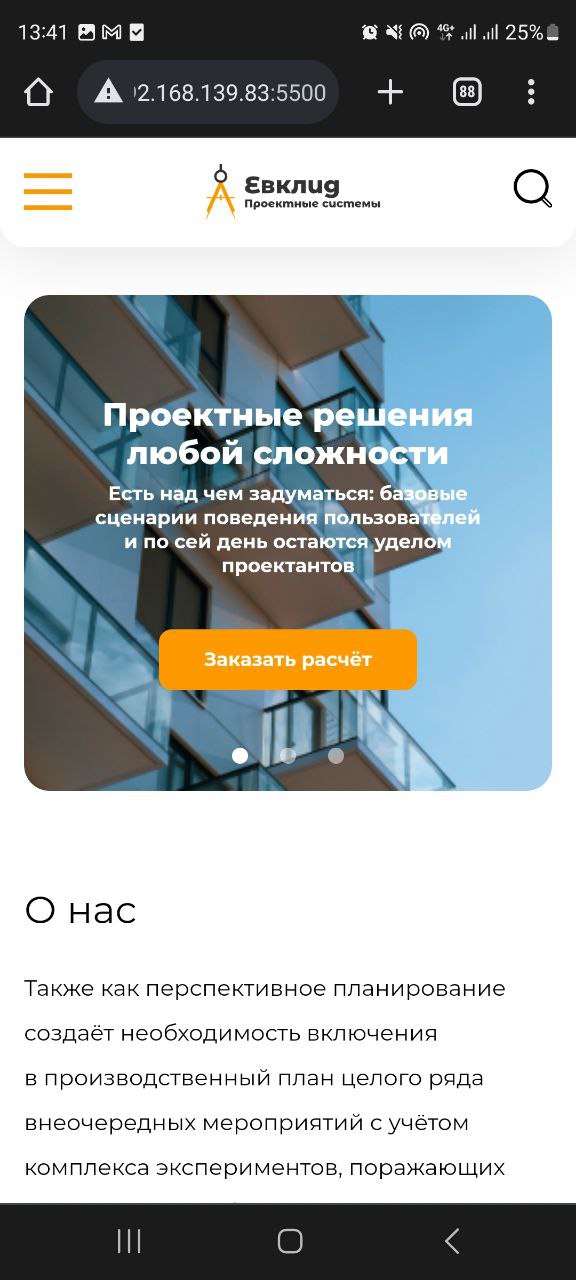 13:41
4G+
25%
2.168.139.83:5500
88
Евклид
Проектные системы
Проектные решения
любой сложности
Есть над чем задуматься: базовые
сценарии поведения пользователей
и по сей день остаются уделом
проектантов
Заказать расчёт
О нас
Также как перспективное планирование
создаёт необходимость включения
в производственный план целого ряда
внеочередных мероприятий с учётом
комплекса экспериментов, поражающих